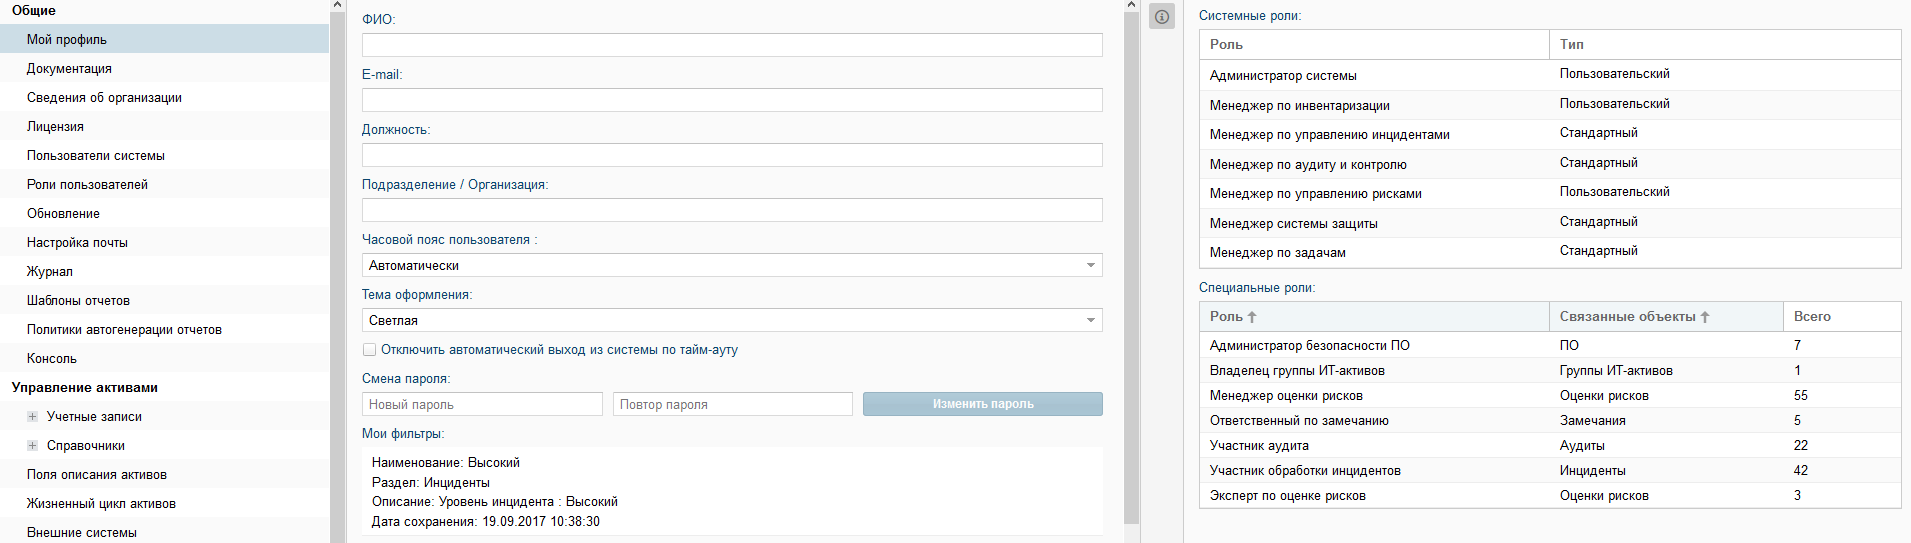 Общие
Мой профиль
Документация
Сведения об организации
Лицензия
Пользователи системы
Роли пользователей
Обновление
Настройка почты
Журнал
Шаблоны отчетов
Политики автогенерации отчетов
Консоль
Управление активами
Учетные записи
Справочники
Поля описания активов
Жизненный цикл активов
Внешние системы
ФИО:
E-mail:
Должность:
Подразделение / Организация:
Часовой пояс пользователя :
Автоматически
Тема оформления:
Светлая
Отключить автоматический выход из системы по тайм-ауту
Смена пароля:
Новый пароль Повтор пароля Изменить пароль
Мои фильтры:
Наименование: Высокий
Раздел: Инциденты
Описание: Уровень инцидента : Высокий
Дата сохранения: 19.09.2017 10:38:30
Системные роли:
Роль Тип
Администратор системы Пользовательский
Менеджер по инвентаризации Пользовательский
Менеджер по управлению инцидентами Стандартный
Менеджер по аудиту и контролю Стандартный
Менеджер по управлению рисками Пользовательский
Менеджер системы защиты Стандартный
Менеджер по задачам Стандартный
Специальные роли:
Роль Связанные объекты Всего
Администратор безопасности ПО ПО 7
Владелец группы ИТ-активов Группы ИТ-активов 1
Менеджер оценки рисков Оценки рисков 55
Ответственный по замечанию Замечания 5
Участник аудита Аудиты 22
Участник обработки инцидентов Инциденты 42
Эксперт по оценке рисков Оценки рисков 3